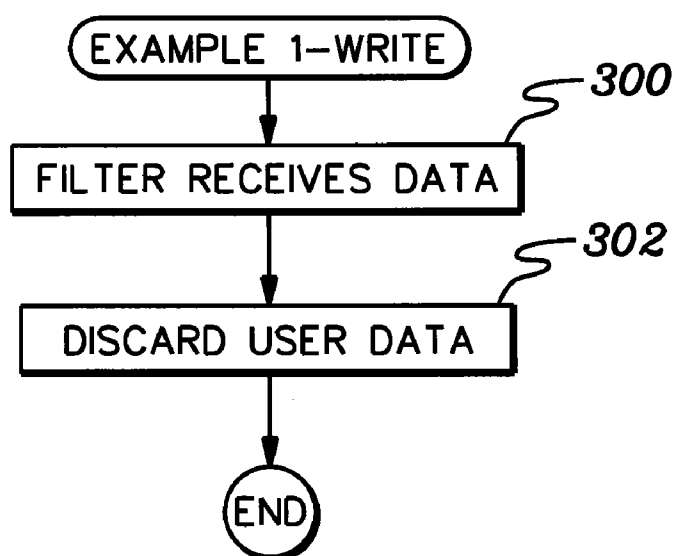 EXAMPLE 1-WRITE
300
FILTER RECEIVES DATA
302
DISCARD USER DATA
END